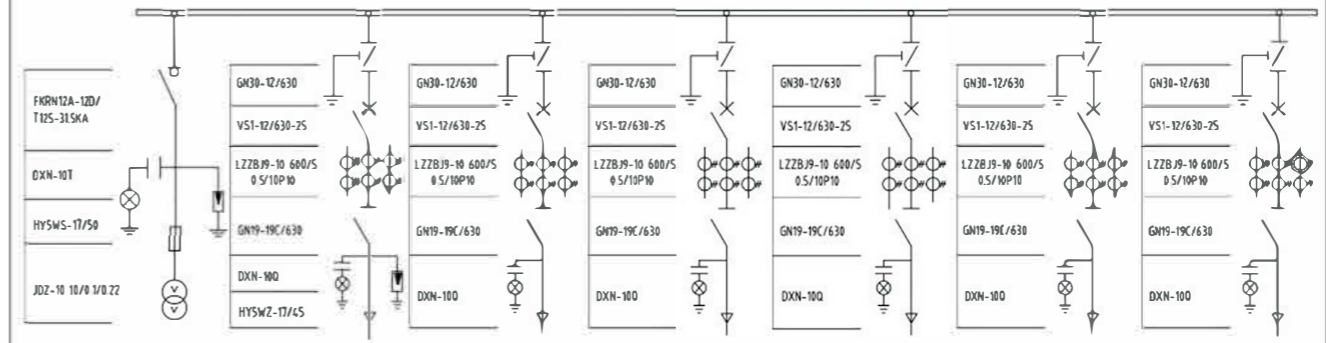 FKRN12A-12D/
T125-31.5KA
DXN-10T
HY5WS-17/50
JDZ-10 10/0.1/0.22
GN30-12/630
VS1-12/630-25
LZZBJ9-10 600/5
0.5/10P10
GN19-19C/630
DXN-10Q
HY5WZ-17/45
GN30-12/630
VS1-12/630-25
LZZBJ9-10 600/5
0.5/10P10
GN19-19C/630
DXN-10Q
GN30-12/630
VS1-12/630-25
LZZBJ9-10 600/5
0.5/10P10
GN19-19C/630
DXN-10Q
GN30-12/630
VS1-12/630-25
LZZBJ9-10 600/5
0.5/10P10
GN19-19C/630
DXN-10Q
GN30-12/630
VS1-12/630-25
LZZBJ9-10 600/5
0.5/10P10
GN19-19C/630
DXN-10Q
GN30-12/630
VS1-12/630-25
LZZBJ9-10 600/5
0.5/10P10
GN19-19C/630
DXN-10Q
V
V